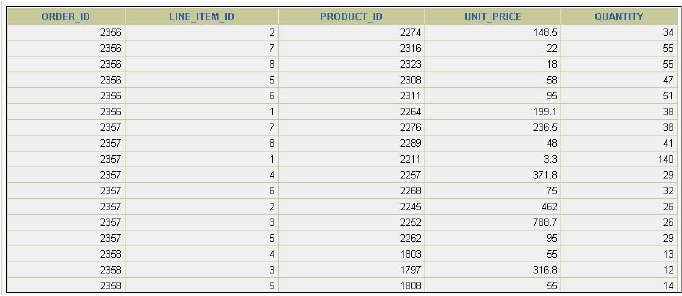 ORDER_ID LINE_ITEM_ID PRODUCT_ID UNIT_PRICE QUANTITY
2356 2 2274 148.5 34
2356 7 2316 22 55
2356 8 2323 18 55
2356 5 2308 58 47
2356 6 2311 95 51
2356 1 2264 199.1 38
2357 7 2276 236.5 38
2357 8 2289 48 41
2357 1 2211 3.3 140
2357 4 2257 371.8 29
2357 6 2268 75 32
2357 2 2245 462 26
2357 3 2252 788.7 26
2357 5 2262 95 29
2358 4 1803 55 13
2358 3 1797 316.8 12
2358 5 1808 55 14